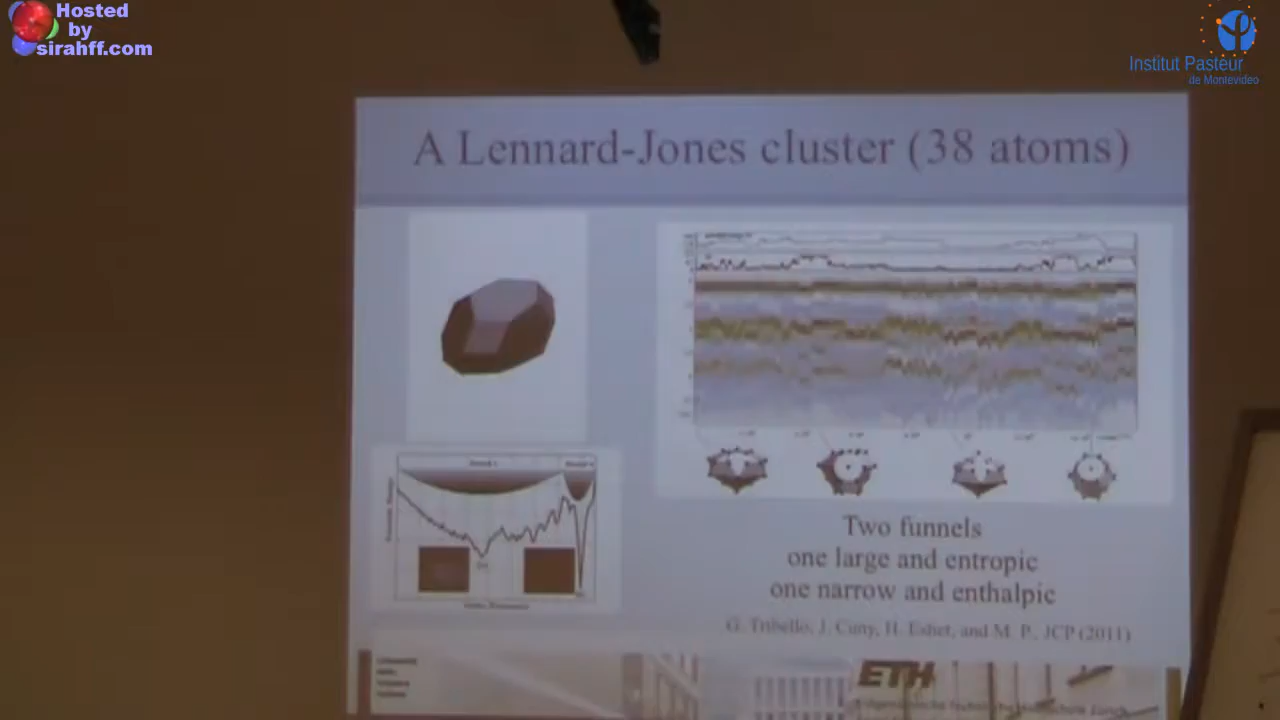 Hosted
by
sirahff.com
Institut Pasteur
de Montevideo
A Lennard-Jones cluster (38 atoms)
Two funnels
one large and entropic
one narrow and enthalpic
G. Tribello, J. Cuny, H. Eshet, and M. P., JCP (2011)
ETH